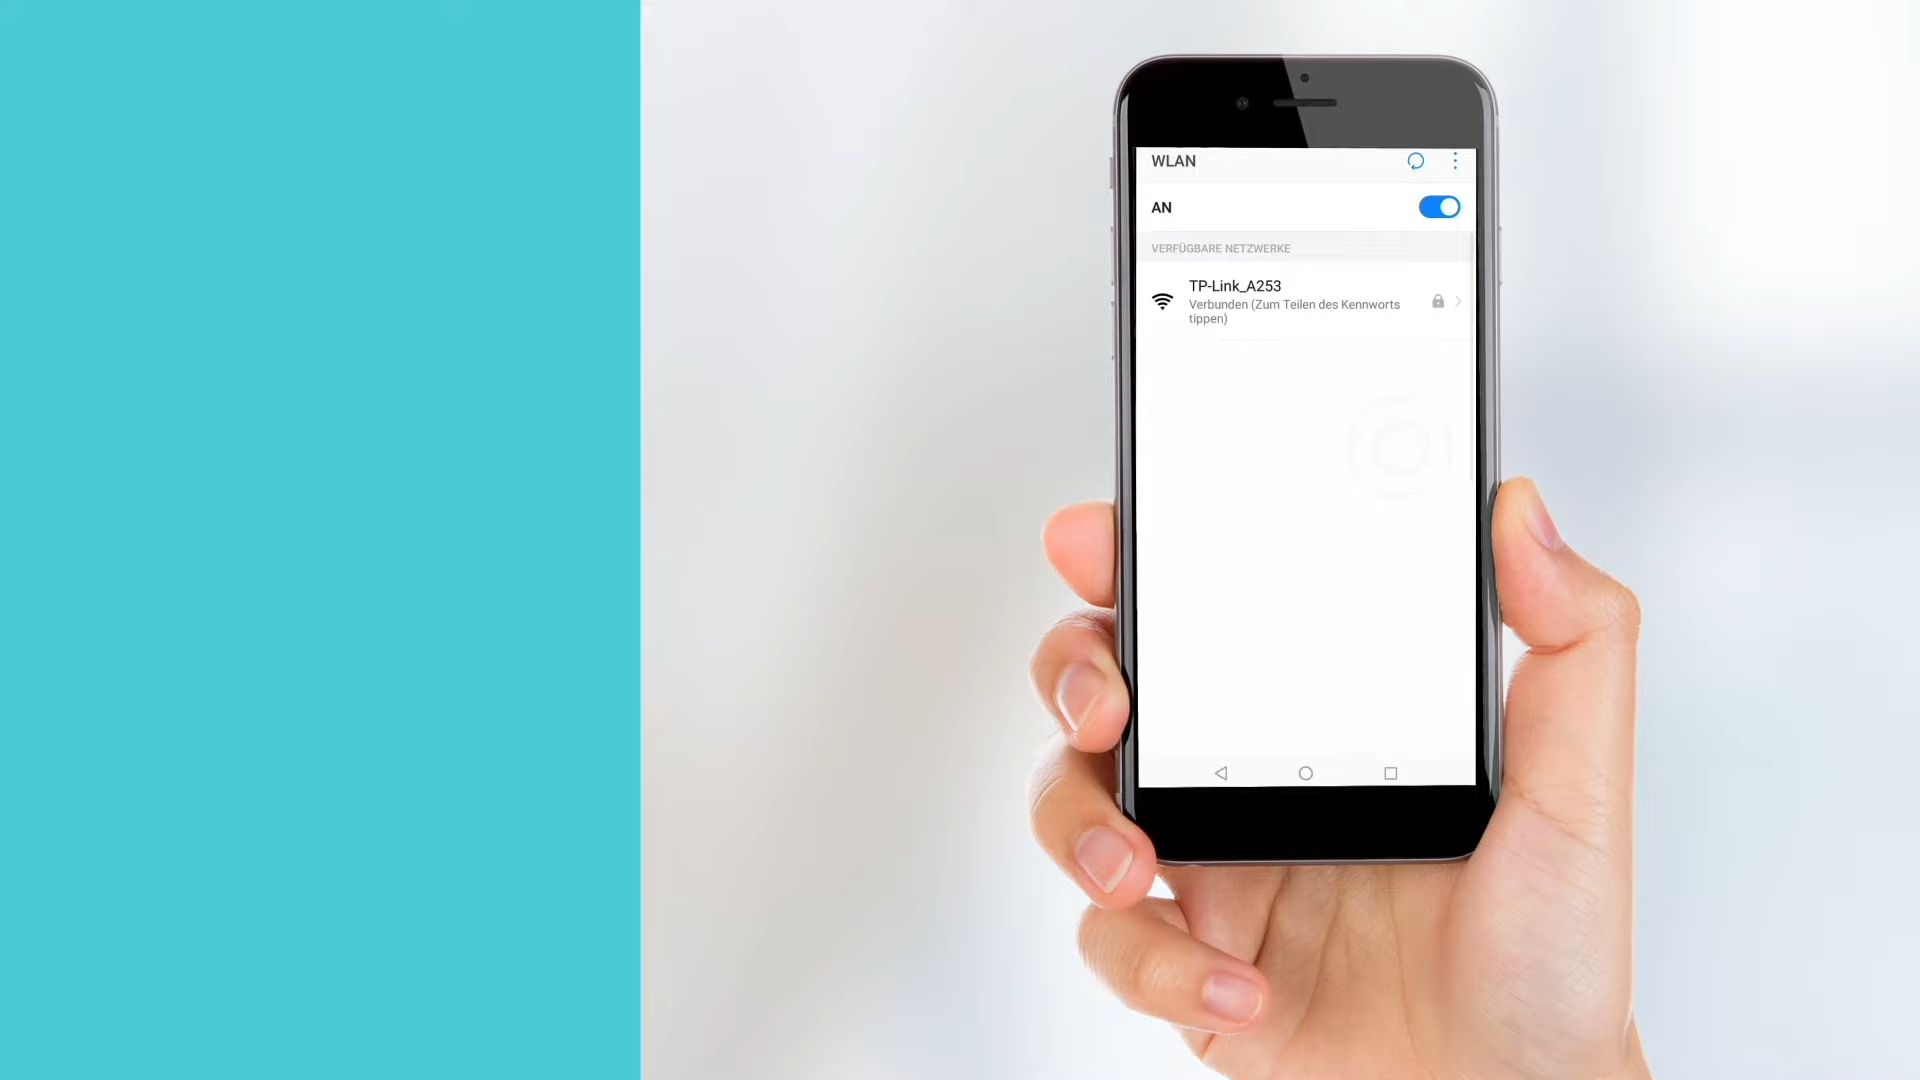 WLAN
AN
VERFÜGBARE NETZWERKE
TP-Link_A253
Verbunden (Zum Teilen des Kennworts
tippen)